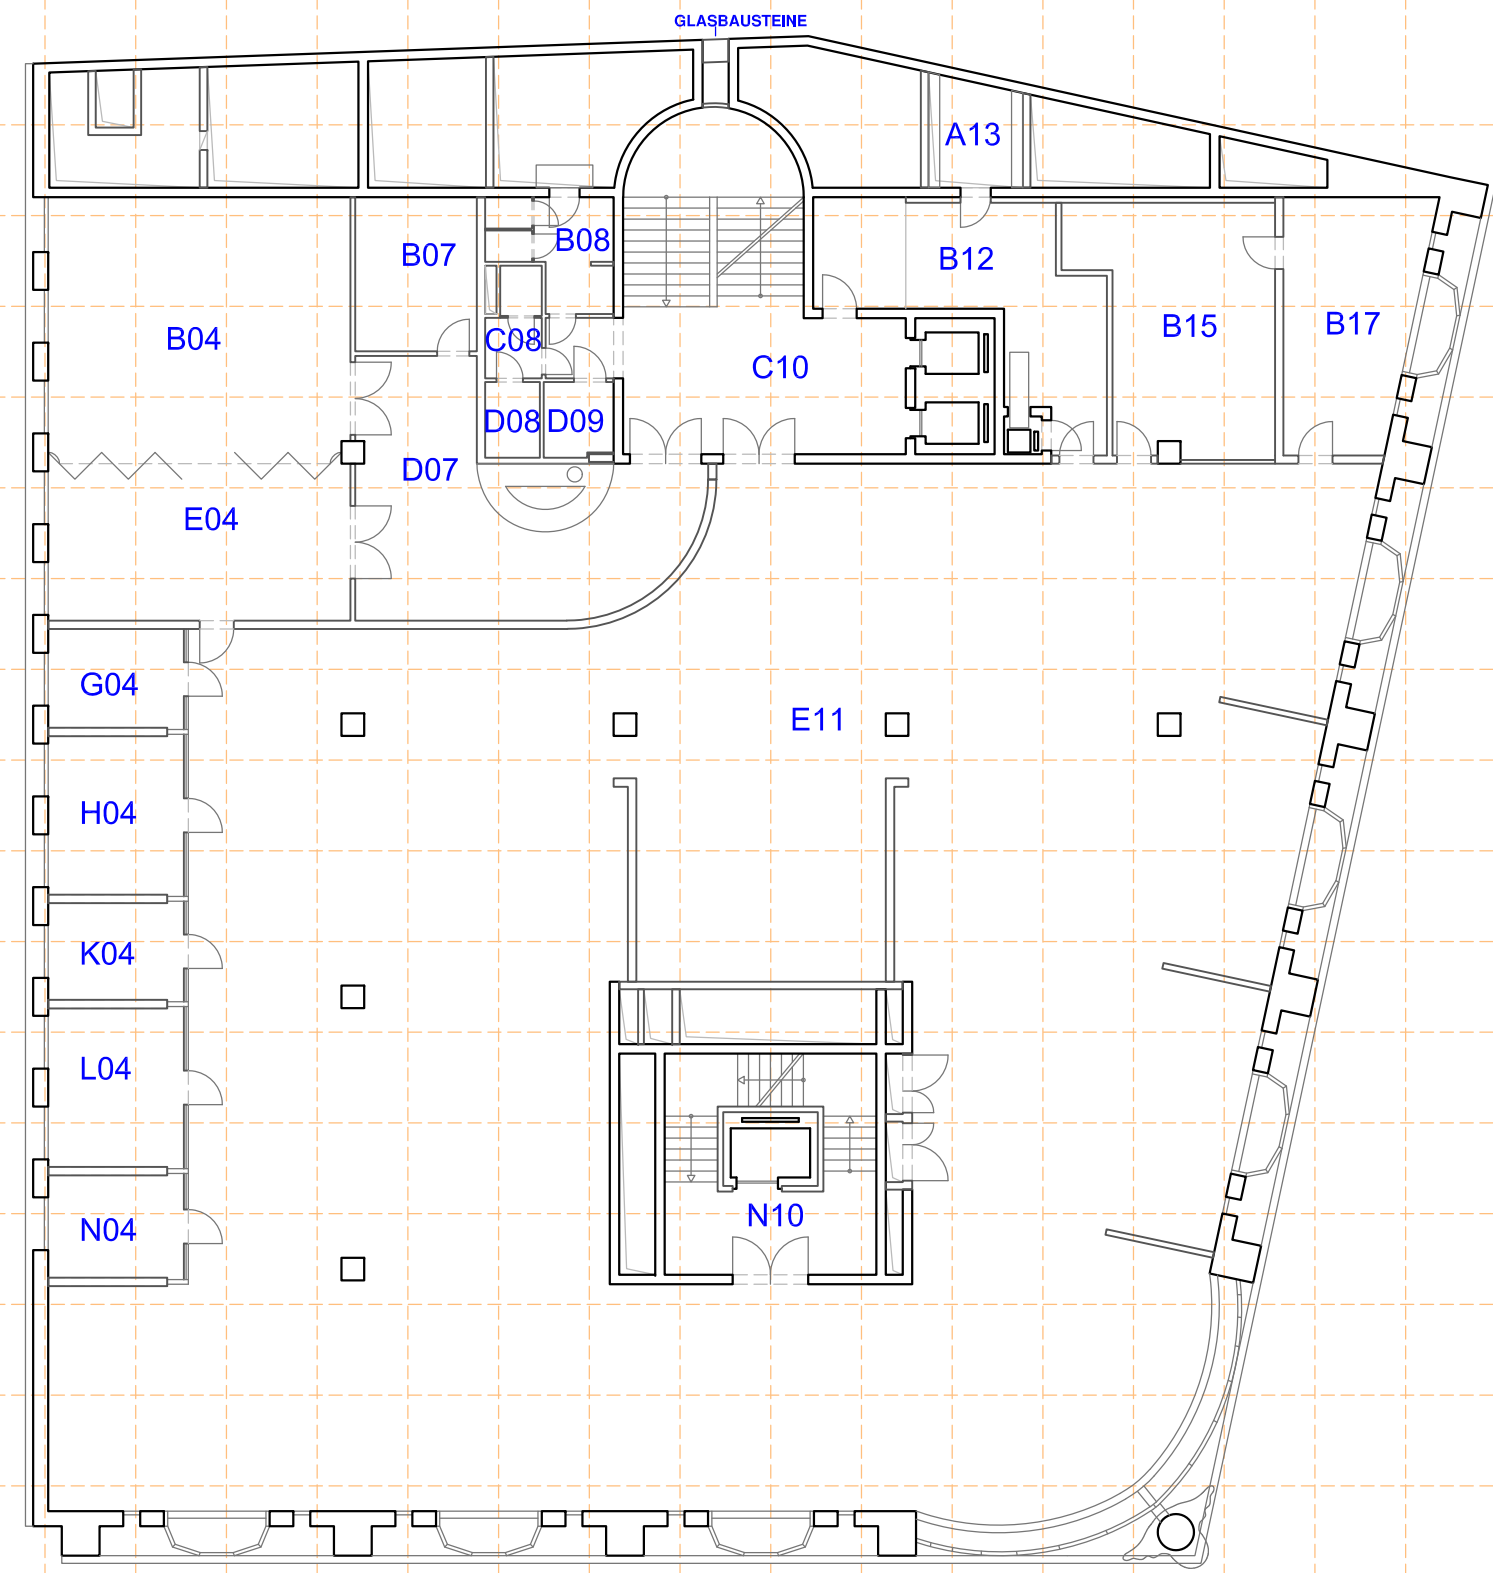 GLASBAUSTEINE
A13
B08
B07
B12
B15
B17
B04
C08
C10
D08
D09
D07
E04
G04
E11
H04
K04
L04
N10
N04